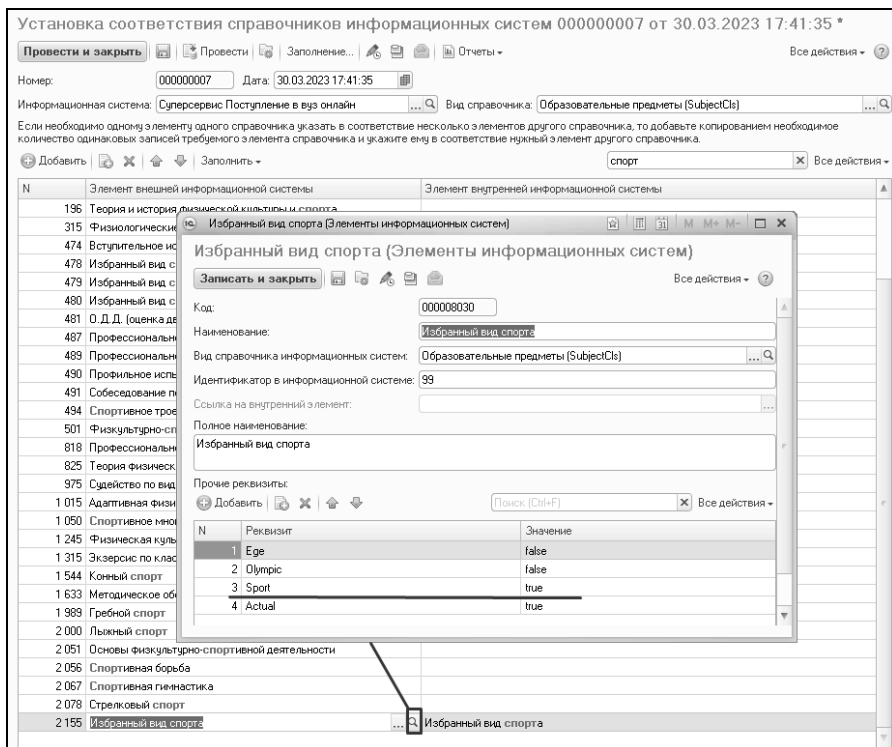 Установка соответствия справочников информационных систем 000000007 от 30.03.2023 17:41:35 *
Провести и закрыть Провести Заполнение... Отчеты Все действия ?
Номер: 000000007 Дата: 30.03.2023 17:41:35
Информационная система: Суперсервис Поступление в вуз онлайн ... Вид справочника: Образовательные предметы (SubjectCls) ...
Если необходимо одному элементу одного справочника указать в соответствие несколько элементов другого справочника, то добавьте копированием необходимое
количество одинаковых записей требуемого элемента справочника и укажите ему в соответствие нужный элемент другого справочника.
Добавить Заполнить спорт Все действия
N Элемент внешней информационной системы Элемент внутренней информационной системы
196 Теория и история физической культуры и спорта
315 Физиологические
474 Вступительное ис
478 Избранный вид с
479 Избранный вид с
480 Избранный вид с
481 О.Д.Д. (оценка дв
487 Профессиональн
489 Профессиональн
490 Профильное испы
491 Собеседование п
494 Спортивное трое
501 Физкультурно-сп
818 Профессиональн
825 Теория физическ
975 Судейство по вид
1 015 Адаптивная физи
1 050 Спортивное мно
1 245 Физическая куль
1 315 Экзерсис по клас
1 544 Конный спорт
1 633 Методическое об
1 989 Гребной спорт
2 000 Лыжный спорт
2 051 Основы физкультурно-спортивной деятельности
2 056 Спортивная борьба
2 067 Спортивная гимнастика
2 078 Стрелковый спорт
2 155 Избранный вид спорта ... Избранный вид спорта
Избранный вид спорта (Элементы информационных систем) M M+ M-
Избранный вид спорта (Элементы информационных систем)
Записать и закрыть Все действия ?
Код: 000008030
Наименование: Избранный вид спорта
Вид справочника информационных систем: Образовательные предметы (SubjectCls) ...
Идентификатор в информационной системе: 99
Ссылка на внутренний элемент: ...
Полное наименование:
Избранный вид спорта
Прочие реквизиты:
Добавить Поиск (Ctrl+F) Все действия
N Реквизит Значение
1 Ege false
2 Olympic false
3 Sport true
4 Actual true